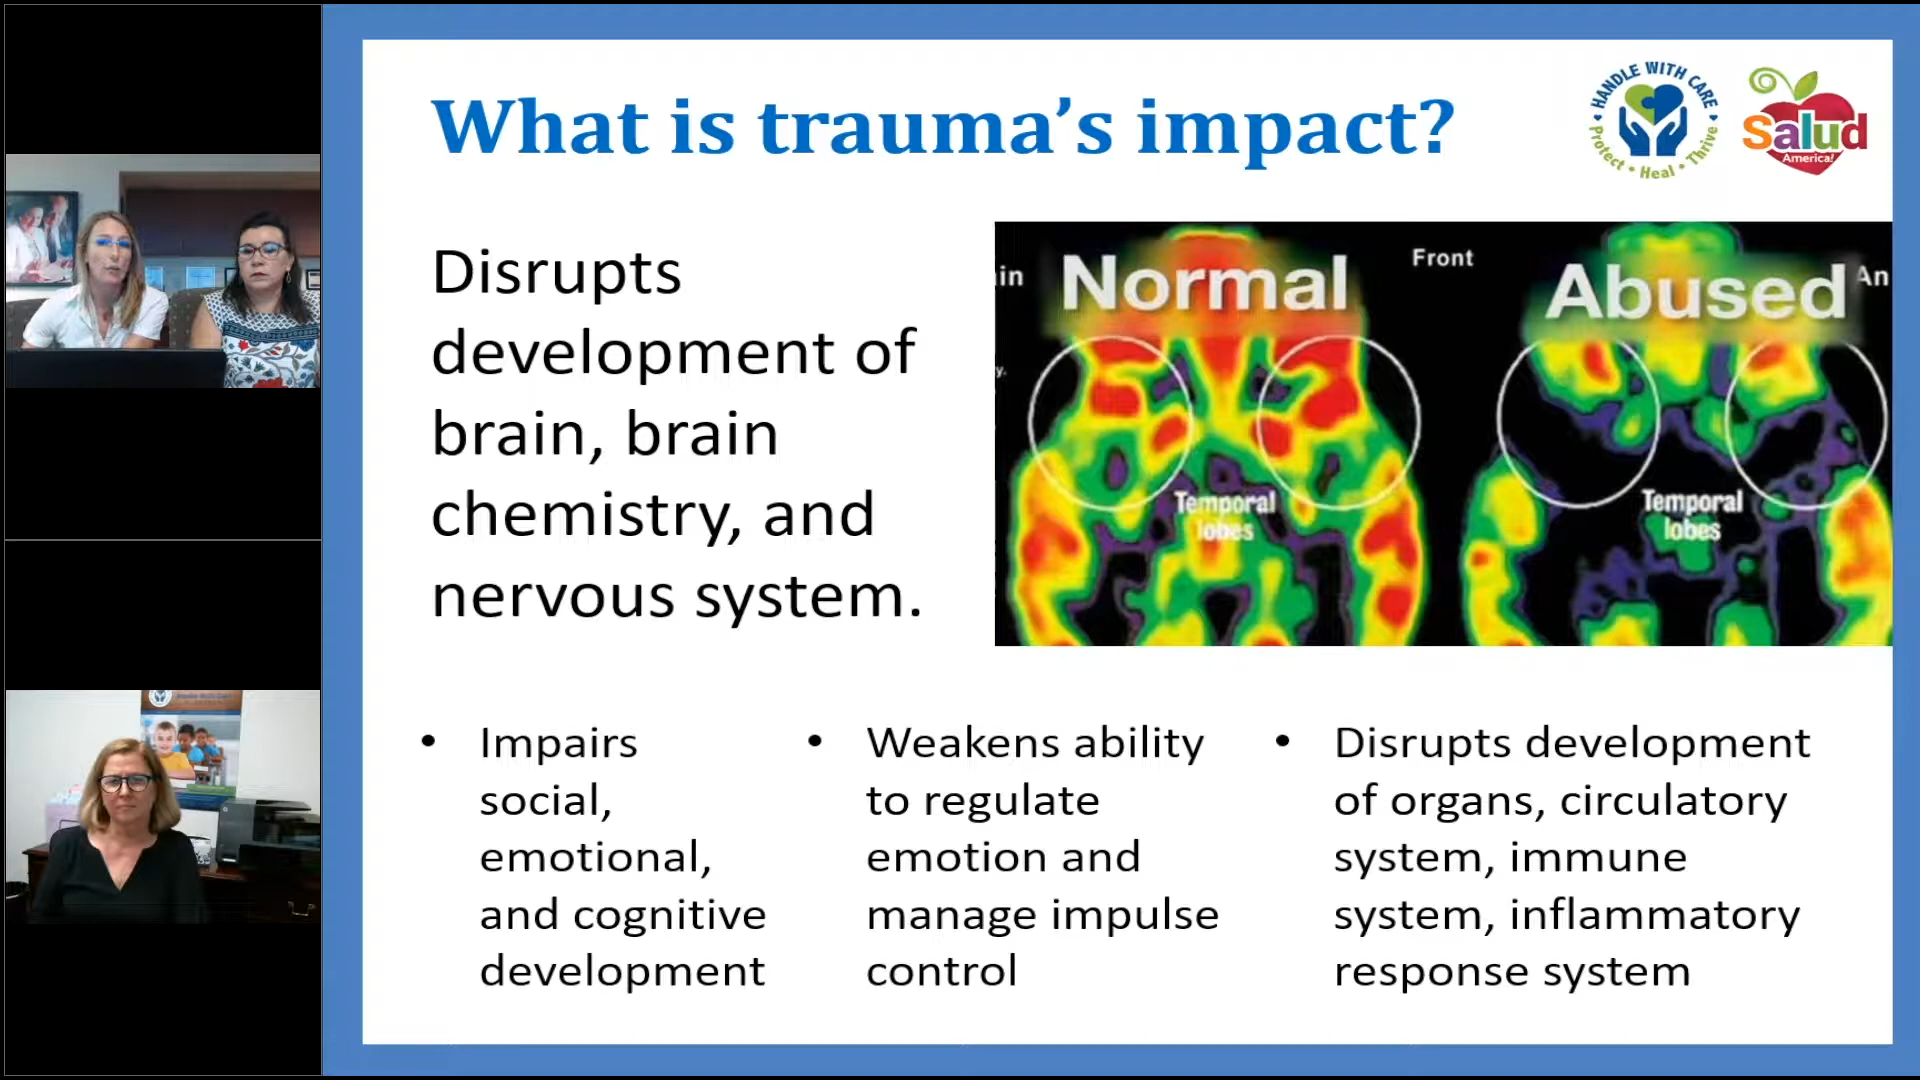 What is trauma's impact?
HANDLE WITH CARE
Protect • Heal • Thrive
Salud
America!
Disrupts
development of
brain, brain
chemistry, and
nervous system.
in
Normal
Front
Abused
An
y.
Temporal
lobes
Temporal
lobes
• Impairs
social,
emotional,
and cognitive
development
• Weakens ability
to regulate
emotion and
manage impulse
control
• Disrupts development
of organs, circulatory
system, immune
system, inflammatory
response system